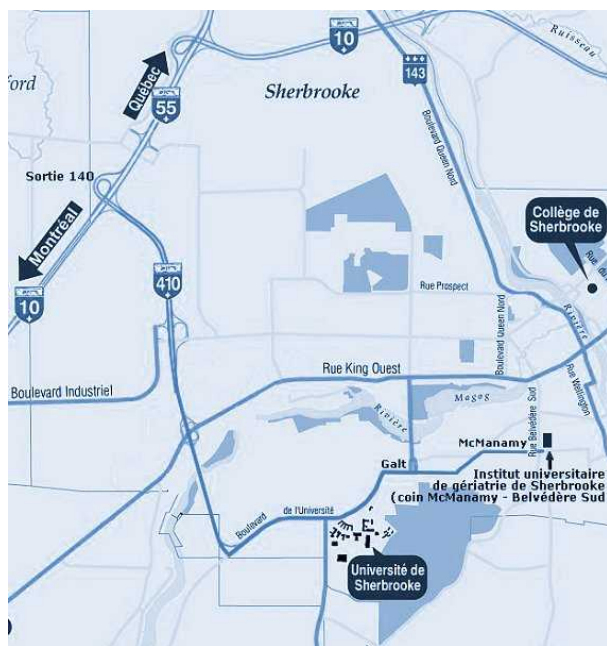 10
Ruisseau
ford
Québec
Sherbrooke
143
55
Boulevard Queen Nord
Sortie 140
Collège de
Sherbrooke
Montréal
410
Rue Prospect
Rivière
10
Boulevard Queen Nord
Rue King Ouest
Boulevard Industriel
Rue Wellington
Magog
Rivière
Rue Belvédère Sud
McManamy
Galt
Institut universitaire
de gériatrie de Sherbrooke
(coin McManamy - Belvédère Sud
Boulevard
de l'Université
Université de
Sherbrooke